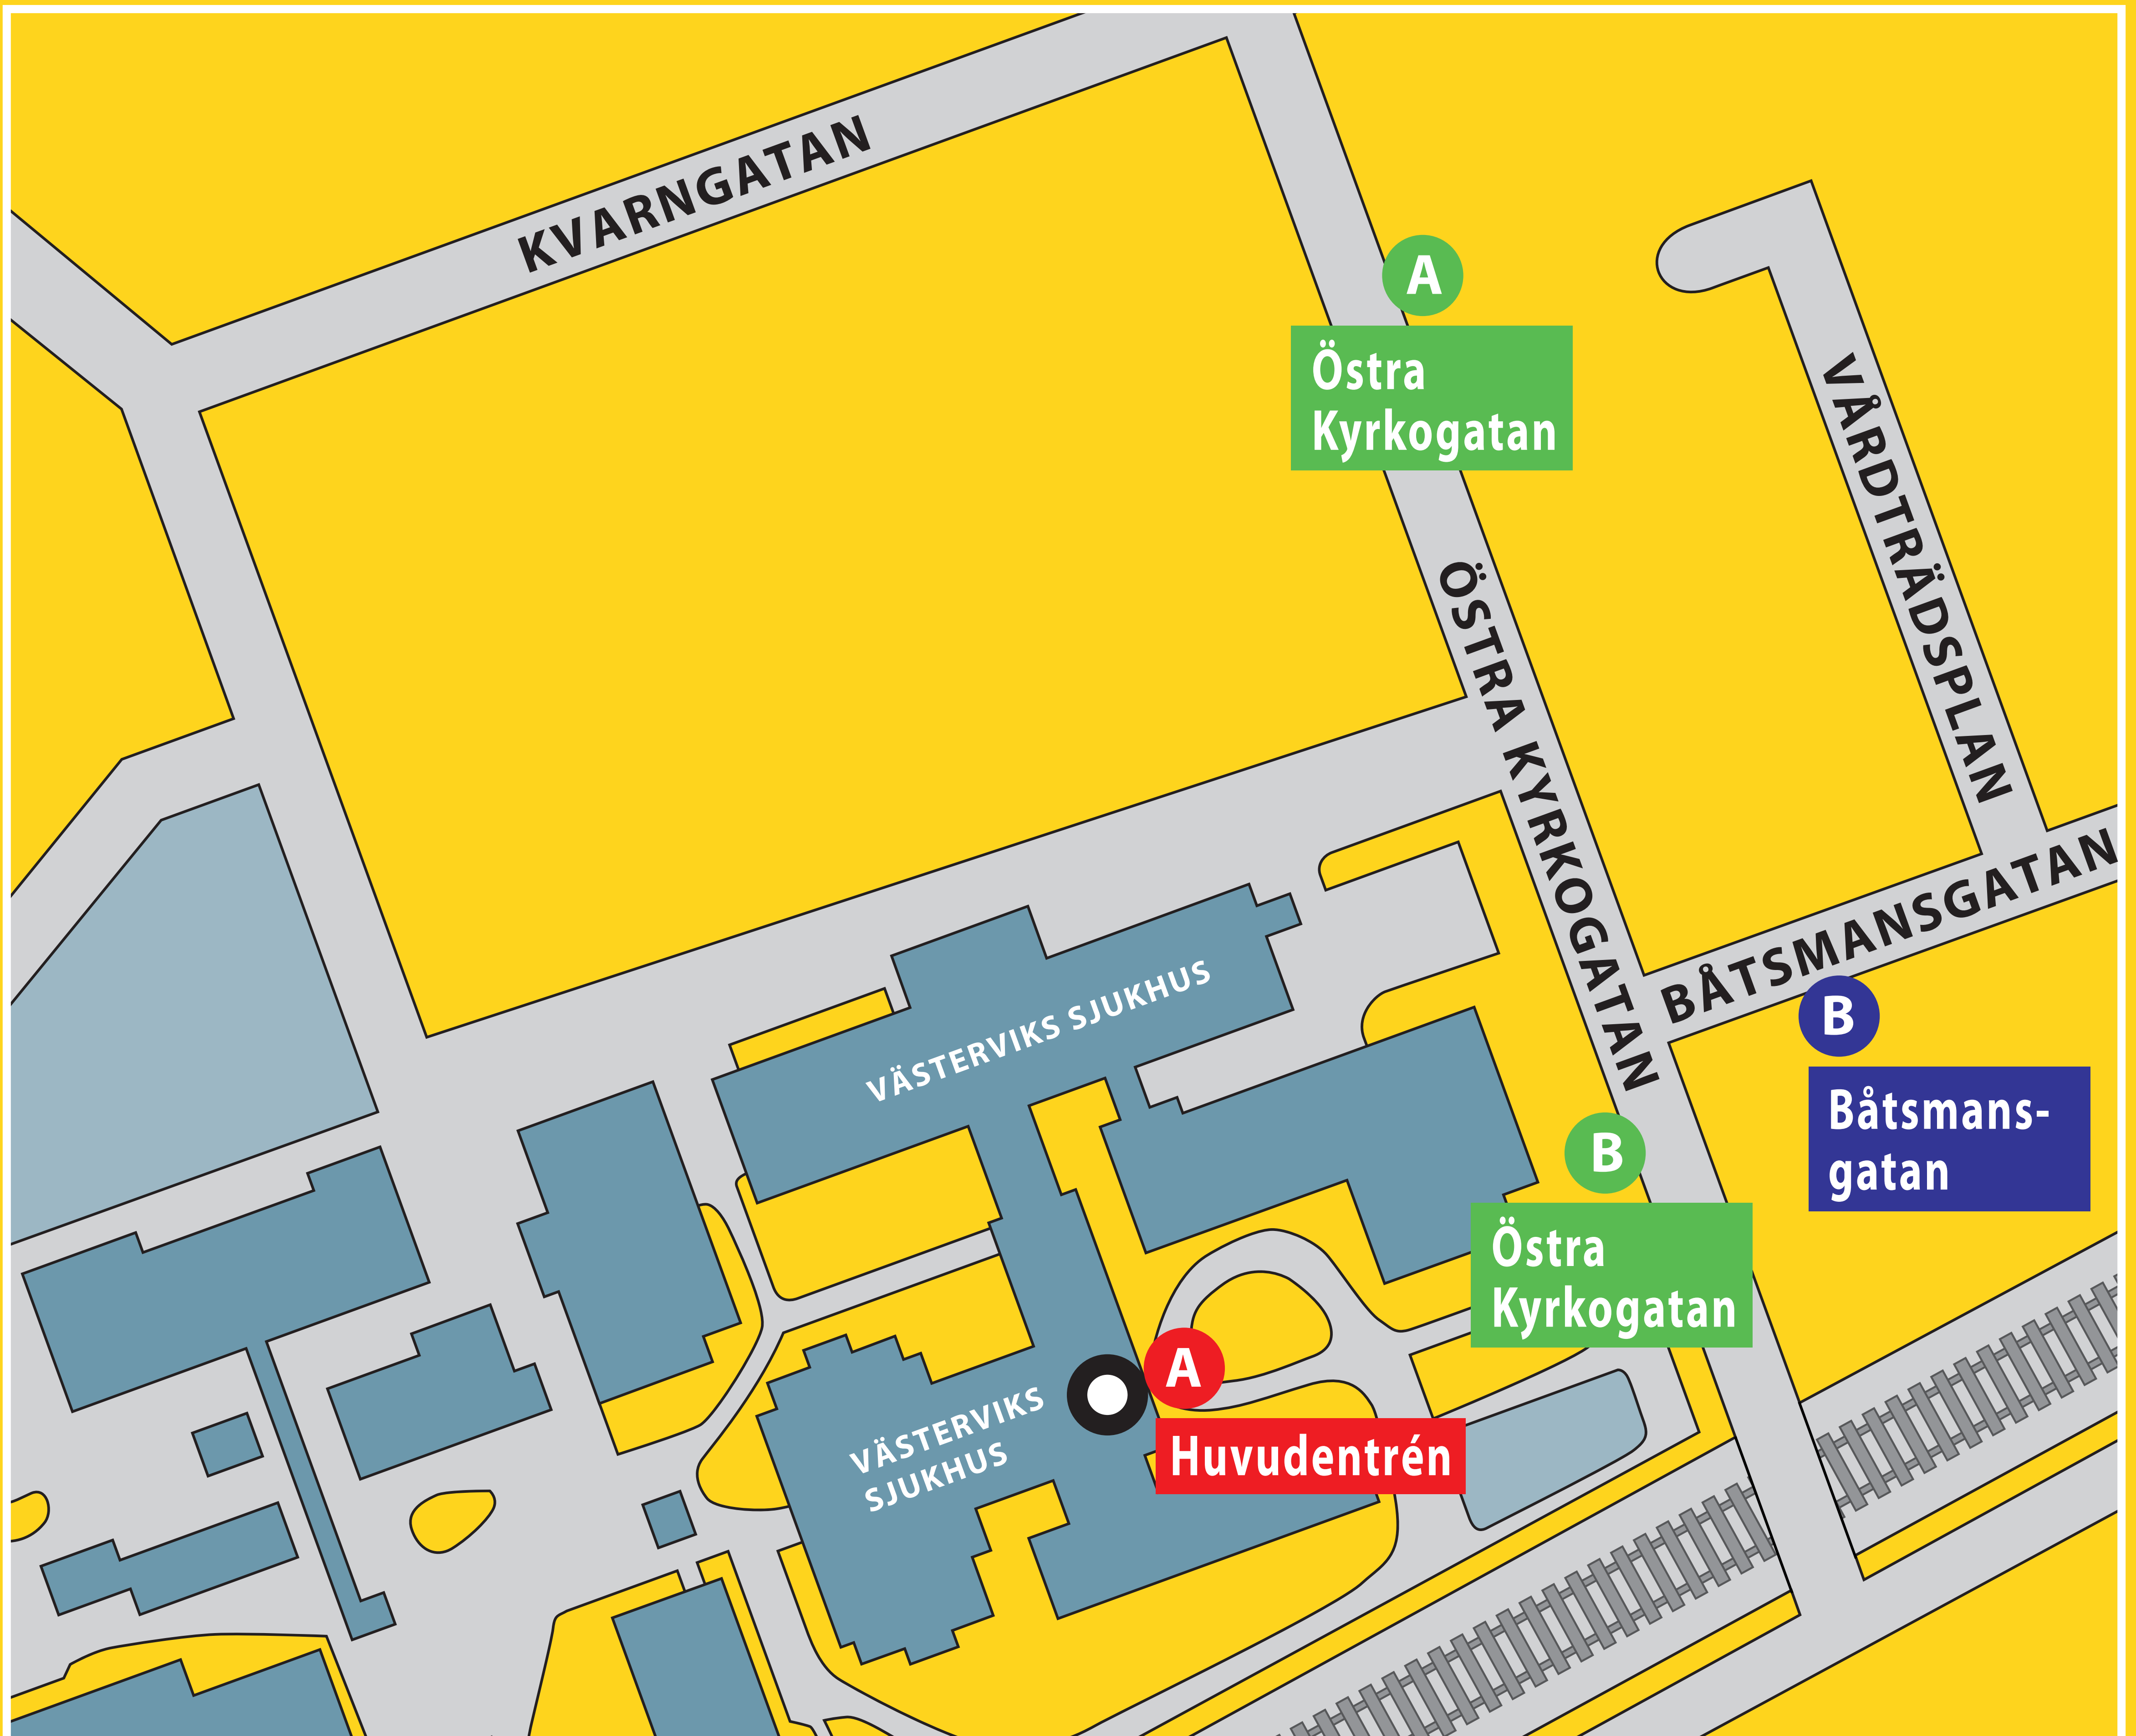 KVARNGATAN
A
Östra
Kyrkogatan
VÅRDTRÄDSPLAN
ÖSTRA KYRKOGATAN
BÅTSMANSGATAN
B
Båtsmans-
gatan
VÄSTERVIKS SJUKHUS
B
Östra
Kyrkogatan
A
Huvudentrén
VÄSTERVIKS
SJUKHUS